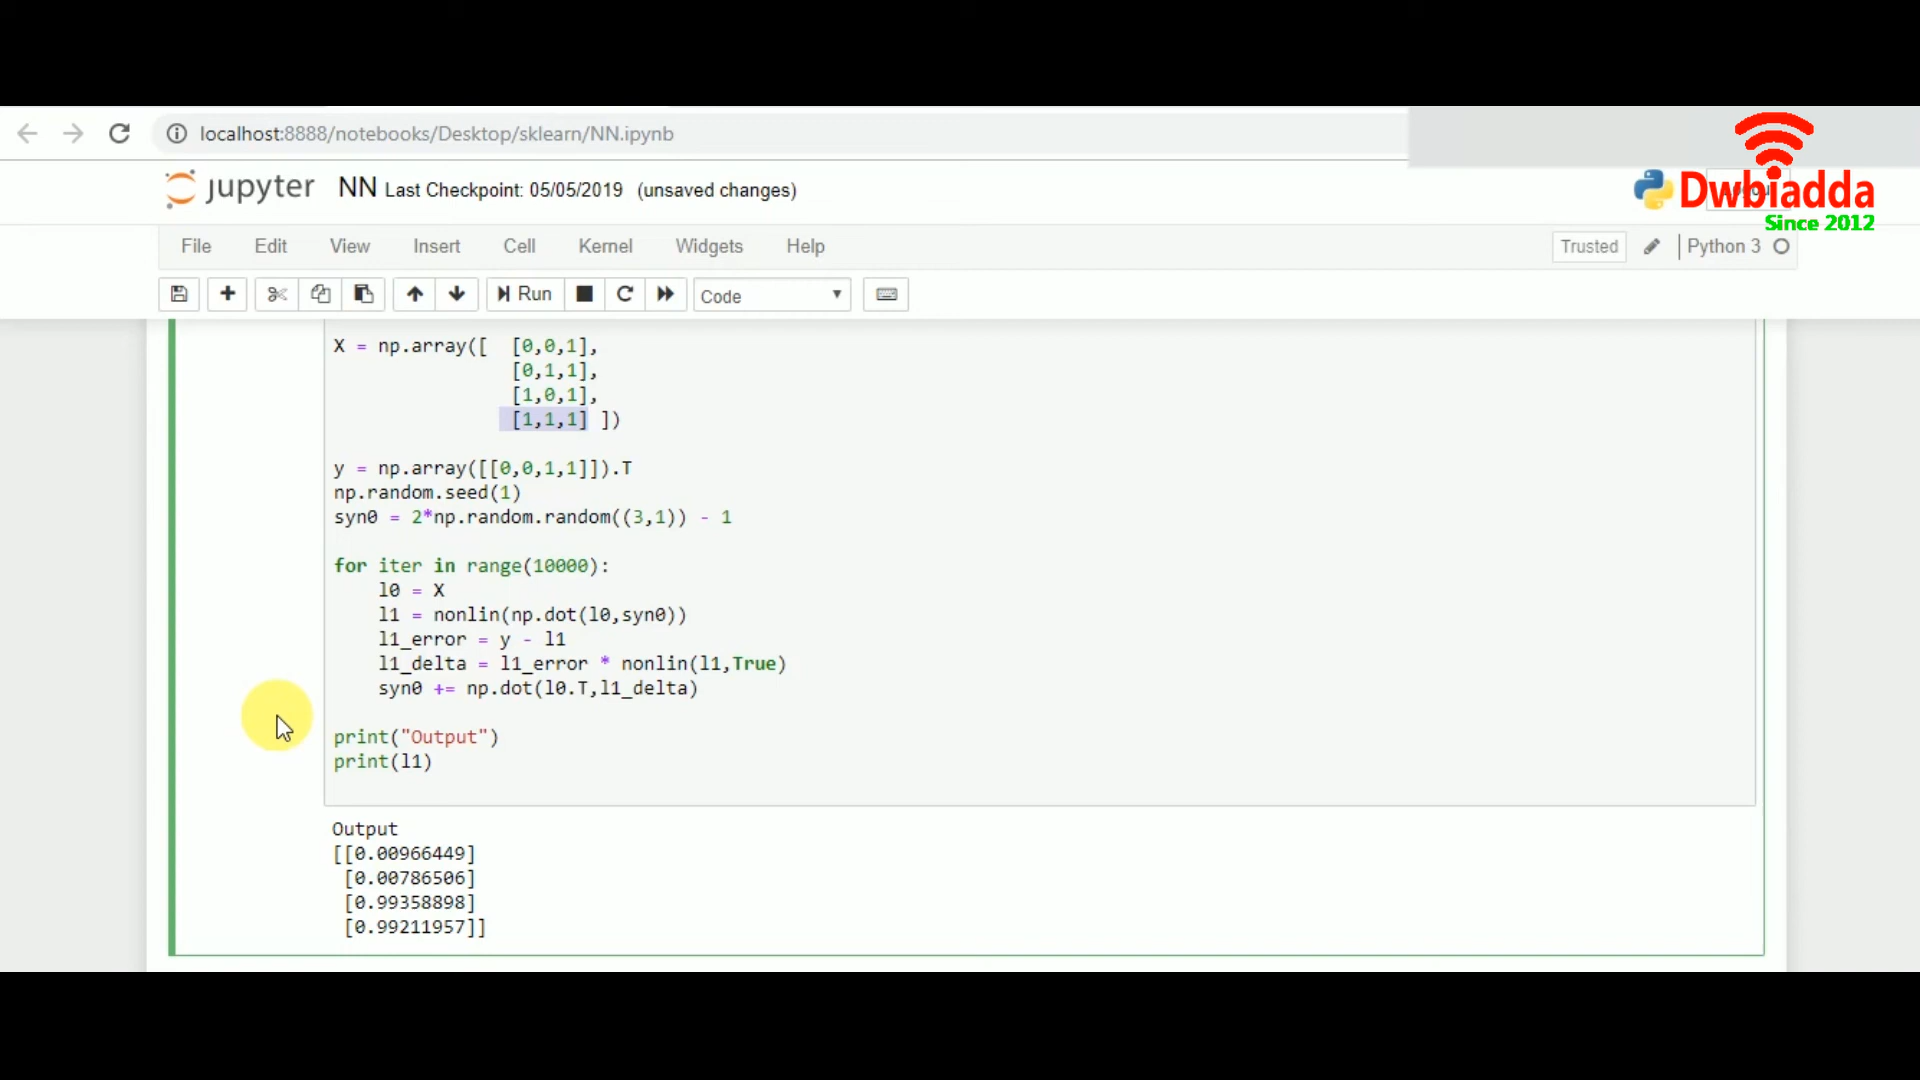 localhost:8888/notebooks/Desktop/sklearn/NN.ipynb
jupyter NN Last Checkpoint: 05/05/2019 (unsaved changes)
Dwbiadda
Since 2012
File Edit View Insert Cell Kernel Widgets Help Trusted Python 3
Run Code
X = np.array([ [0,0,1],
[0,1,1],
[1,0,1],
[1,1,1] ])
y = np.array([[0,0,1,1]]).T
np.random.seed(1)
syn0 = 2*np.random.random((3,1)) - 1
for iter in range(10000):
l0 = X
l1 = nonlin(np.dot(l0,syn0))
l1_error = y - l1
l1_delta = l1_error * nonlin(l1,True)
syn0 += np.dot(l0.T,l1_delta)
print("Output")
print(l1)
Output
[[0.00966449]
[0.00786506]
[0.99358898]
[0.99211957]]